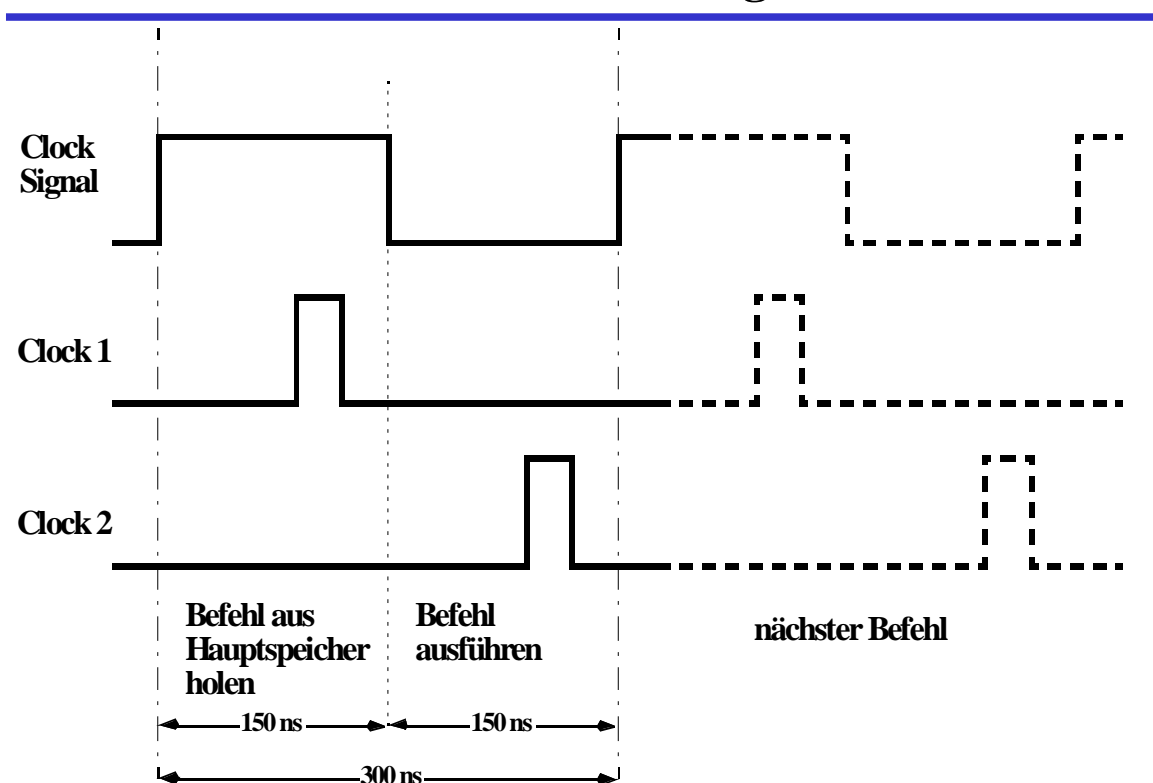 Clock
Signal
Clock 1
Clock 2
Befehl aus
Hauptspeicher
holen
Befehl
ausführen
nächster Befehl
150 ns
150 ns
300 ns